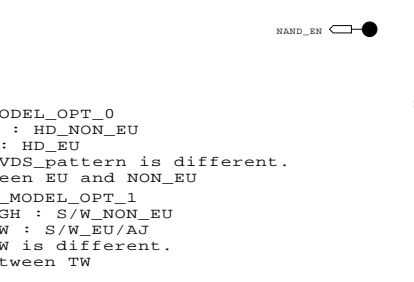 NAND_EN
ODEL_OPT_0
: HD_NON_EU
: HD_EU
VDS_pattern is different.
een EU and NON_EU
_MODEL_OPT_1
GH : S/W_NON_EU
W : S/W_EU/AJ
W is different.
tween TW